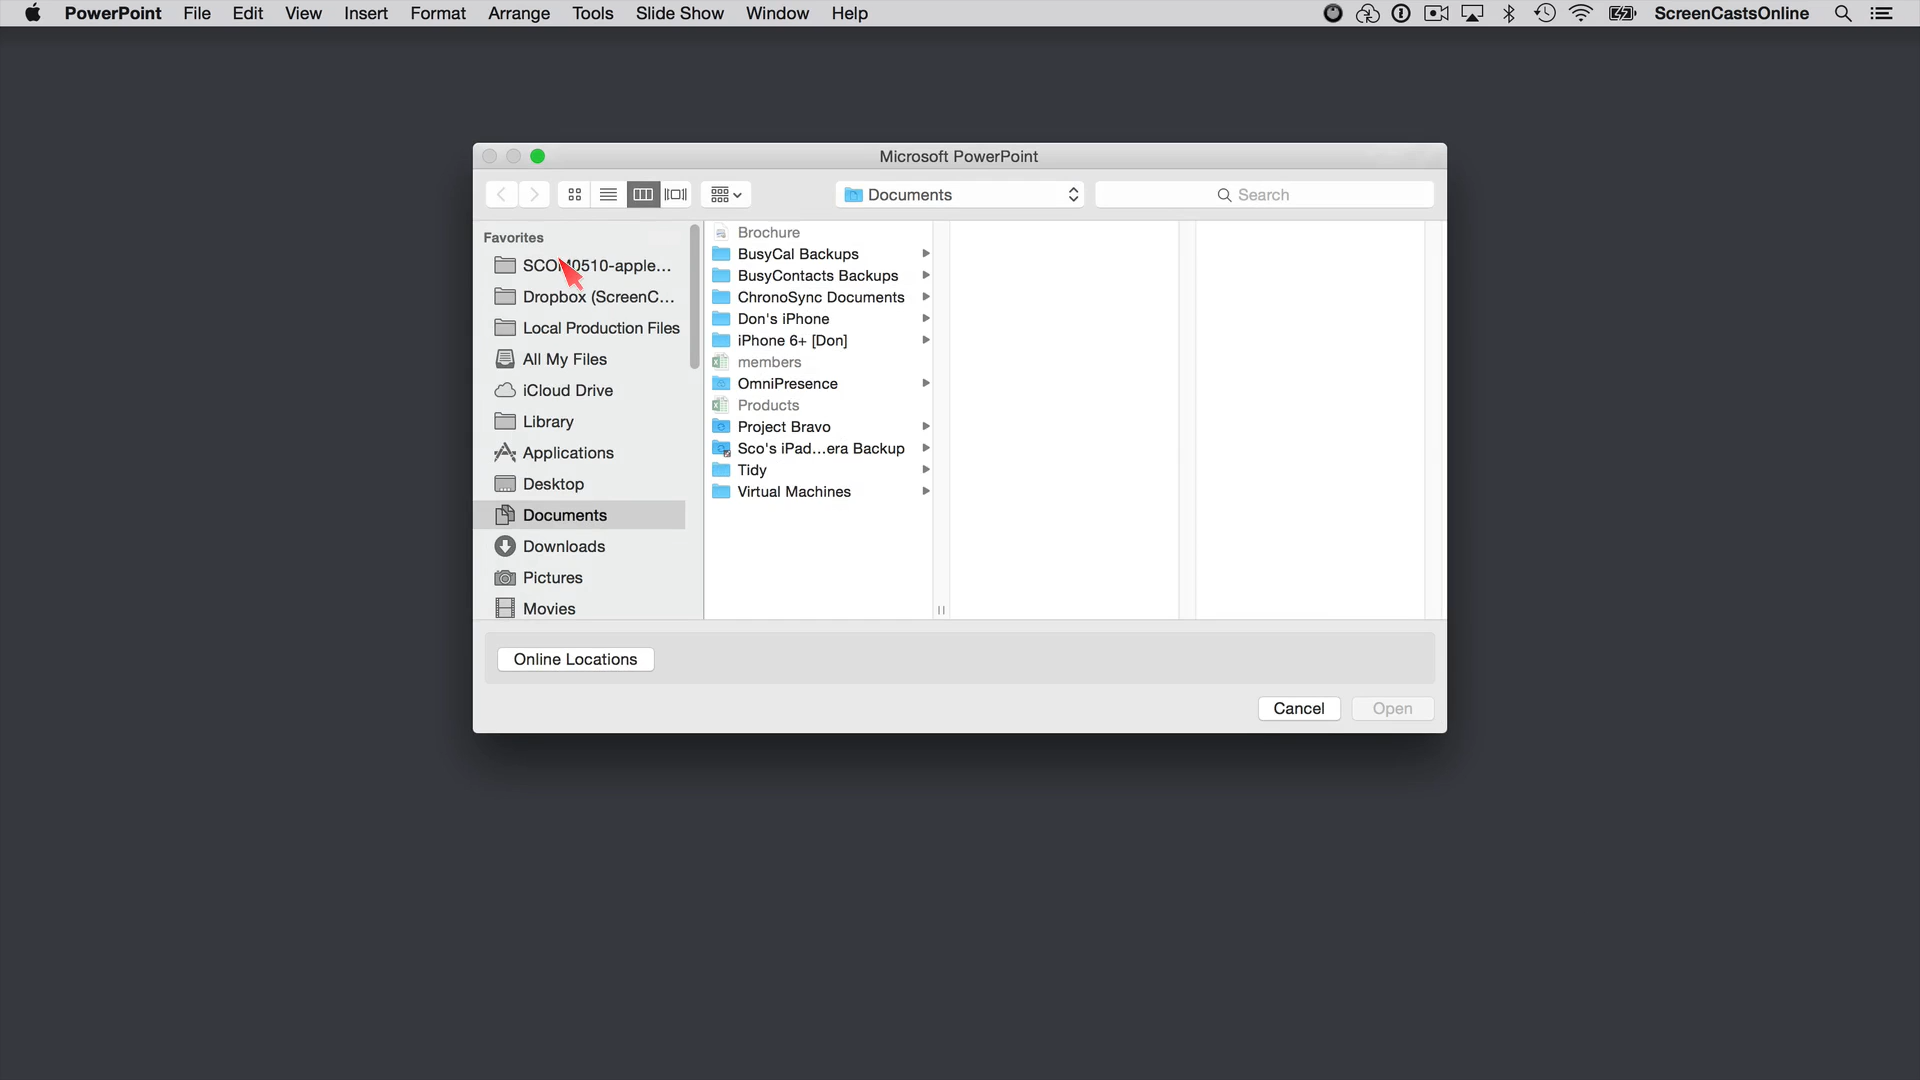 PowerPoint File Edit View Insert Format Arrange Tools Slide Show Window Help ScreenCastsOnline
Microsoft PowerPoint
Documents
Search
Favorites
SCOM0510-apple...
Dropbox (ScreenC...
Local Production Files
All My Files
iCloud Drive
Library
Applications
Desktop
Documents
Downloads
Pictures
Movies
Brochure
BusyCal Backups
BusyContacts Backups
ChronoSync Documents
Don's iPhone
iPhone 6+ [Don]
members
OmniPresence
Products
Project Bravo
Sco's iPad...era Backup
Tidy
Virtual Machines
Online Locations
Cancel Open